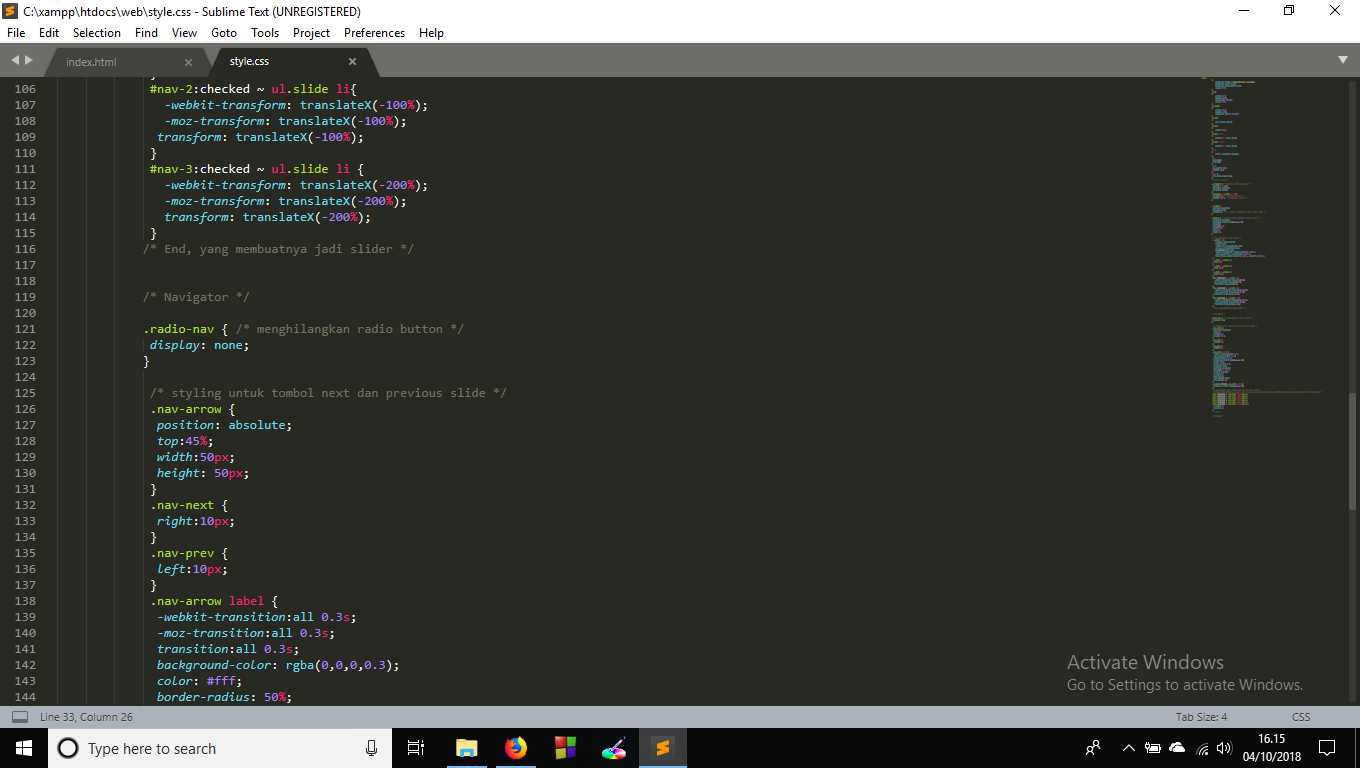 C:\xampp\htdocs\web\style.css - Sublime Text (UNREGISTERED)
File Edit Selection Find View Goto Tools Project Preferences Help
index.html style.css
}
106 #nav-2:checked ~ ul.slide li{
107 -webkit-transform: translateX(-100%);
108 -moz-transform: translateX(-100%);
109 transform: translateX(-100%);
110 }
111 #nav-3:checked ~ ul.slide li {
112 -webkit-transform: translateX(-200%);
113 -moz-transform: translateX(-200%);
114 transform: translateX(-200%);
115 }
116 /* End, yang membuatnya jadi slider */
117
118
119 /* Navigator */
120
121 .radio-nav { /* menghilangkan radio button */
122 display: none;
123 }
124
125 /* styling untuk tombol next dan previous slide */
126 .nav-arrow {
127 position: absolute;
128 top:45%;
129 width:50px;
130 height: 50px;
131 }
132 .nav-next {
133 right:10px;
134 }
135 .nav-prev {
136 left:10px;
137 }
138 .nav-arrow label {
139 -webkit-transition:all 0.3s;
140 -moz-transition:all 0.3s;
141 transition:all 0.3s;
142 background-color: rgba(0,0,0,0.3);
143 color: #fff;
144 border-radius: 50%;
Activate Windows
Go to Settings to activate Windows.
Line 33, Column 26 Tab Size: 4 CSS
Type here to search
16.15
04/10/2018